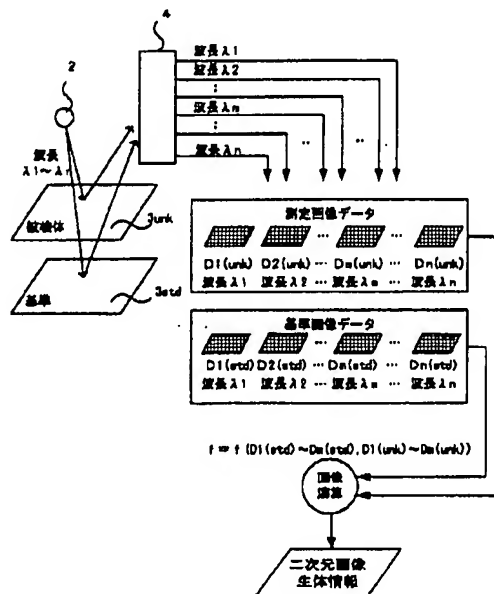 4
2
波長λ1
波長λ2
⋮
波長λm
⋮
波長λn
‥
‥
波長
λ1~λn
被検体
3unk
基準
3std
測定画像データ
D1(unk) D2(unk) ‥ Dm(unk) ‥ Dn(unk)
波長λ1 波長λ2 ‥ 波長λm ‥ 波長λn
基準画像データ
D1(std) D2(std) ‥ Dm(std) ‥ Dn(std)
波長λ1 波長λ2 ‥ 波長λm ‥ 波長λn
f = f (D1(std)~Dm(std),D1(unk)~Dm(unk))
画像
演算
二次元画像
生体情報